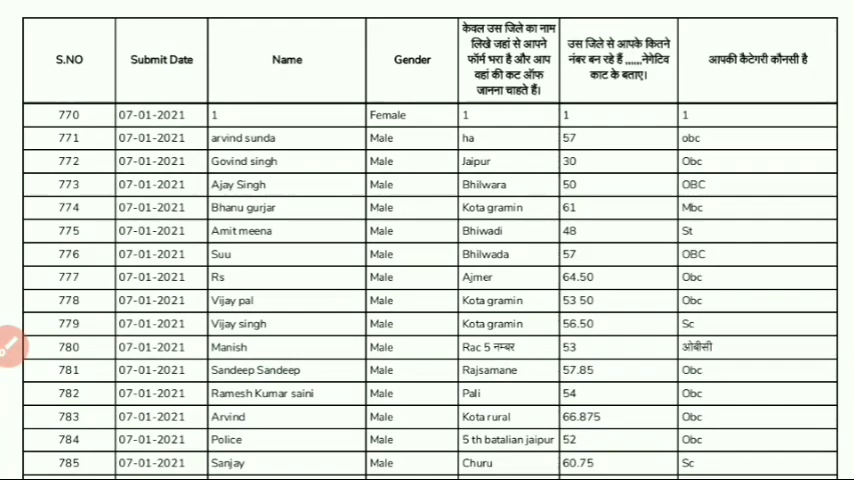 S.NO Submit Date Name Gender केवल उस जिले का नाम लिखे जहां से आपने फॉर्म भरा है और आप वहां की कट ऑफ जानना चाहते हैं। उस जिले से आपके कितने नंबर बन रहे हैं ,,,,,,नेगेटिव काट के बताए। आपकी कैटेगरी कौनसी है
770 07-01-2021 1 Female 1 1 1
771 07-01-2021 arvind sunda Male ha 57 obc
772 07-01-2021 Govind singh Male Jaipur 30 Obc
773 07-01-2021 Ajay Singh Male Bhilwara 50 OBC
774 07-01-2021 Bhanu gurjar Male Kota gramin 61 Mbc
775 07-01-2021 Amit meena Male Bhiwadi 48 St
776 07-01-2021 Suu Male Bhilwada 57 OBC
777 07-01-2021 Rs Male Ajmer 64.50 Obc
778 07-01-2021 Vijay pal Male Kota gramin 53 50 Obc
779 07-01-2021 Vijay singh Male Kota gramin 56.50 Sc
780 07-01-2021 Manish Male Rac 5 नम्बर 53 ओबीसी
781 07-01-2021 Sandeep Sandeep Male Rajsamane 57.85 Obc
782 07-01-2021 Ramesh Kumar saini Male Pali 54 Obc
783 07-01-2021 Arvind Male Kota rural 66.875 Obc
784 07-01-2021 Police Male 5 th batalian jaipur 52 Obc
785 07-01-2021 Sanjay Male Churu 60.75 Sc